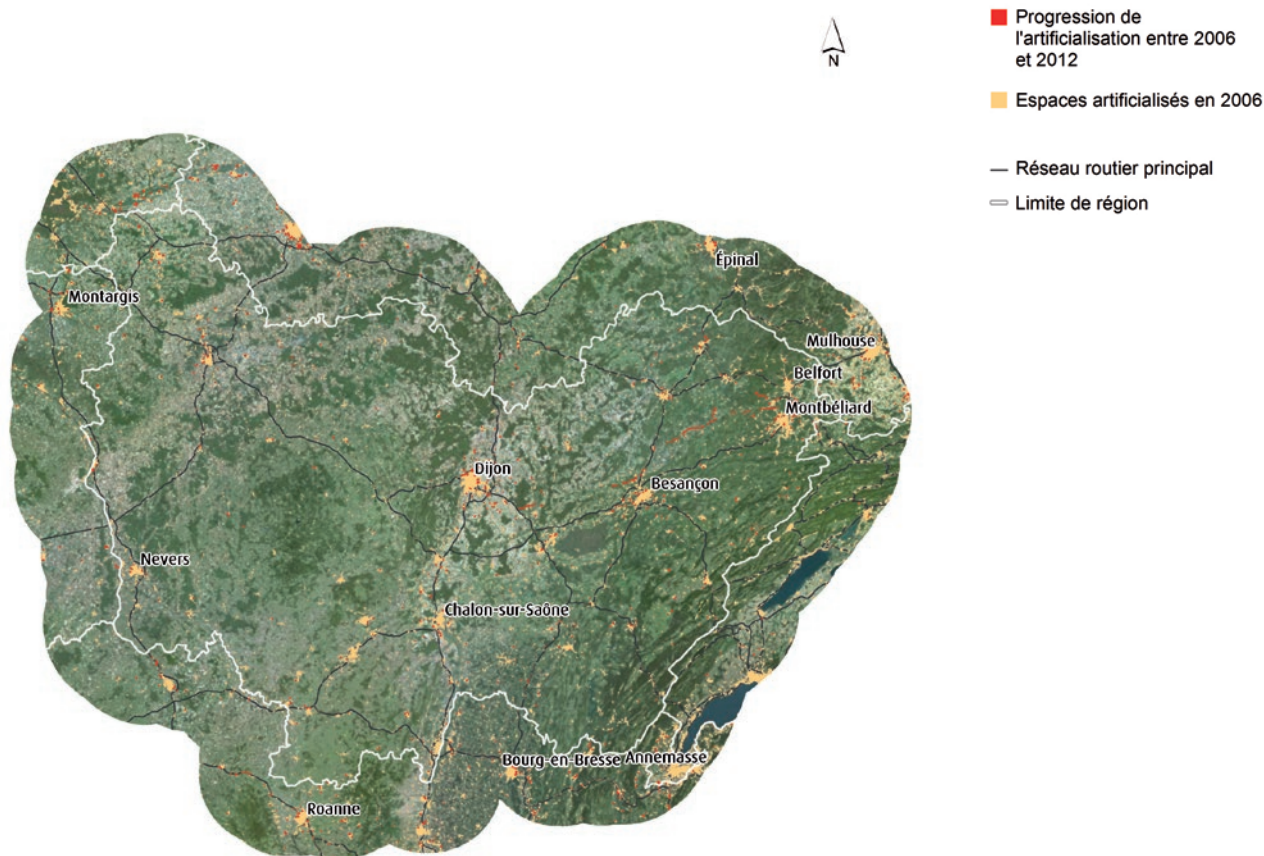 Progression de
l'artificialisation entre 2006
et 2012
N
Espaces artificialisés en 2006
Réseau routier principal
Limite de région
Épinal
Montargis
Mulhouse
Belfort
Montbéliard
Dijon
Besançon
Nevers
Chalon-sur-Saône
Bourg-en-Bresse
Annemasse
Roanne